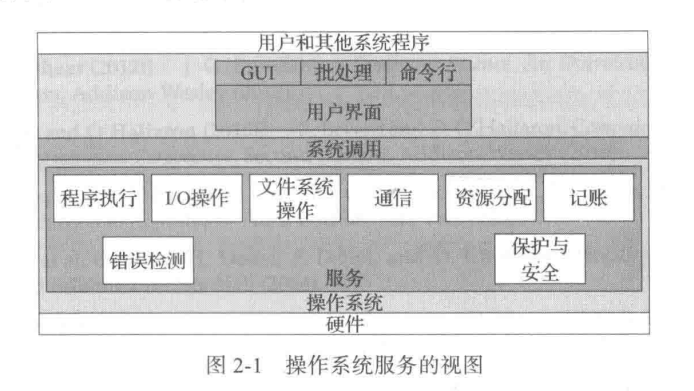 用户和其他系统程序
GUI 批处理 命令行
用户界面
系统调用
程序执行 I/O操作 文件系统操作 通信 资源分配 记账
错误检测 保护与安全
服务
操作系统
硬件
图 2-1 操作系统服务的视图